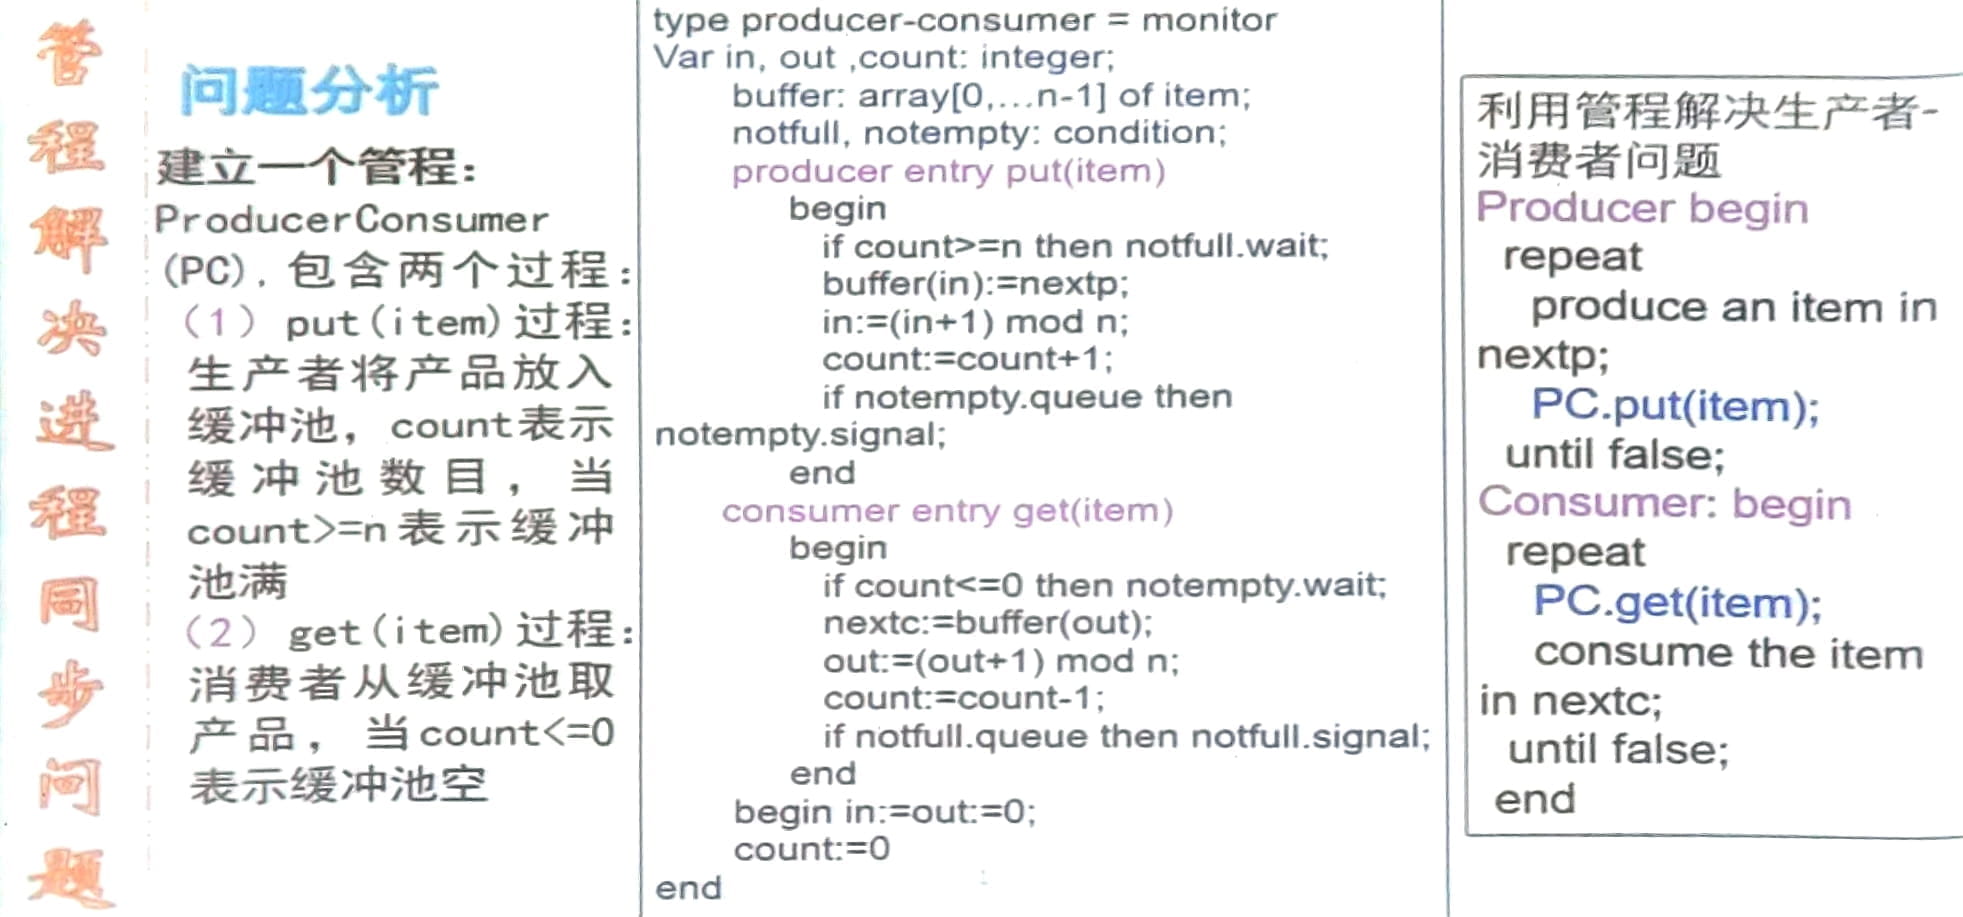 管程解决进程同步问题
问题分析
建立一个管程：
ProducerConsumer
(PC)，包含两个过程：
（1）put(item)过程：
生产者将产品放入
缓冲池，count表示
缓冲池数目，当
count>=n表示缓冲
池满
（2）get(item)过程：
消费者从缓冲池取
产品，当count<=0
表示缓冲池空
type producer-consumer = monitor
Var in, out ,count: integer;
buffer: array[0,…n-1] of item;
notfull, notempty: condition;
producer entry put(item)
begin
if count>=n then notfull.wait;
buffer(in):=nextp;
in:=(in+1) mod n;
count:=count+1;
if notempty.queue then
notempty.signal;
end
consumer entry get(item)
begin
if count<=0 then notempty.wait;
nextc:=buffer(out);
out:=(out+1) mod n;
count:=count-1;
if notfull.queue then notfull.signal;
end
begin in:=out:=0;
count:=0
end
利用管程解决生产者-
消费者问题
Producer begin
repeat
produce an item in
nextp;
PC.put(item);
until false;
Consumer: begin
repeat
PC.get(item);
consume the item
in nextc;
until false;
end